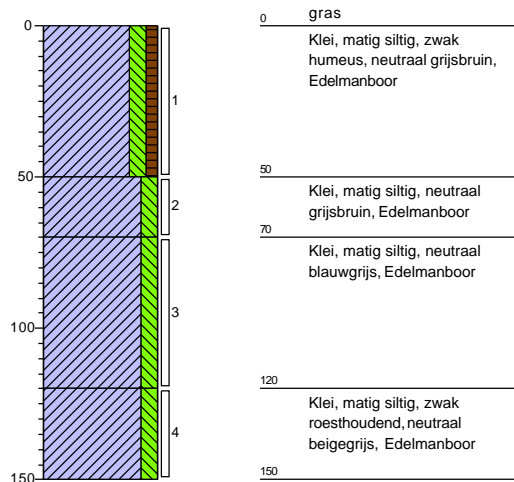 0
50
100
150
1
2
3
4
0
gras
Klei, matig siltig, zwak
humeus, neutraal grijsbruin,
Edelmanboor
50
Klei, matig siltig, neutraal
grijsbruin, Edelmanboor
70
Klei, matig siltig, neutraal
blauwgrijs, Edelmanboor
120
Klei, matig siltig, zwak
roesthoudend, neutraal
beigegrijs, Edelmanboor
150